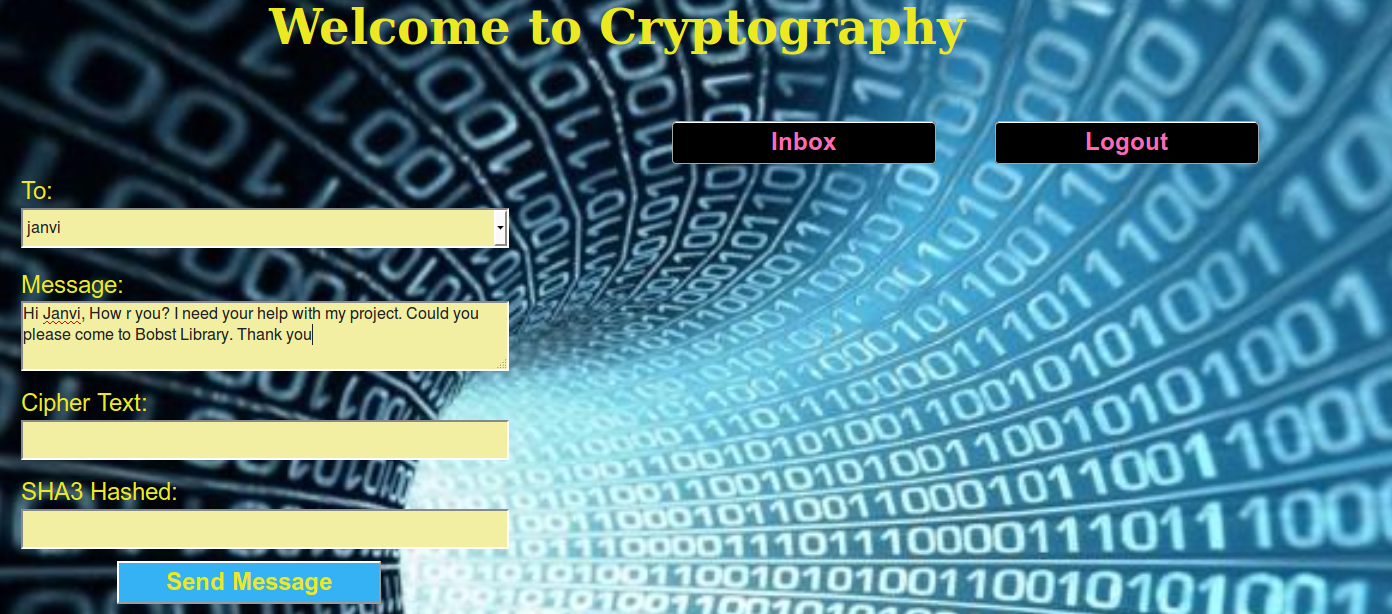 Welcome to Cryptography
Inbox
Logout
To:
janvi
Message:
Hi Janvi, How r you? I need your help with my project. Could you
please come to Bobst Library. Thank you
Cipher Text:
SHA3 Hashed:
Send Message